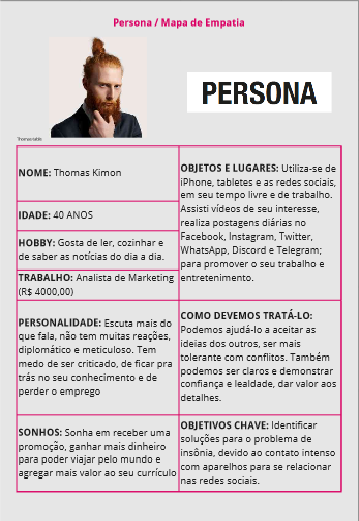 Persona / Mapa de Empatia
PERSONA
NOME: Thomas Kimon
IDADE: 40 ANOS
HOBBY: Gosta de ler, cozinhar e
de saber as notícias do dia a dia.
TRABALHO: Analista de Marketing
(R$ 4000,00)
OBJETOS E LUGARES: Utiliza-se de
iPhone, tabletes e as redes sociais,
em seu tempo livre e de trabalho.
Assisti vídeos de seu interesse,
realiza postagens diárias no
Facebook, Instagram, Twitter,
WhatsApp, Discord e Telegram;
para promover o seu trabalho e
entretenimento.
PERSONALIDADE: Escuta mais do
que fala, não tem muitas reações,
diplomático e meticuloso. Tem
medo de ser criticado, de ficar pra
trás no seu conhecimento e de
perder o emprego
COMO DEVEMOS TRATÁ-LO:
Podemos ajudá-lo a aceitar as
ideias dos outros, ser mais
tolerante com conflitos. Também
podemos ser claros e demonstrar
confiança e lealdade, dar valor aos
detalhes.
SONHOS: Sonha em receber uma
promoção, ganhar mais dinheiro
para poder viajar pelo mundo e
agregar mais valor ao seu currículo
OBJETIVOS CHAVE: Identificar
soluções para o problema de
insônia, devido ao contato intenso
com aparelhos para se relacionar
nas redes sociais.